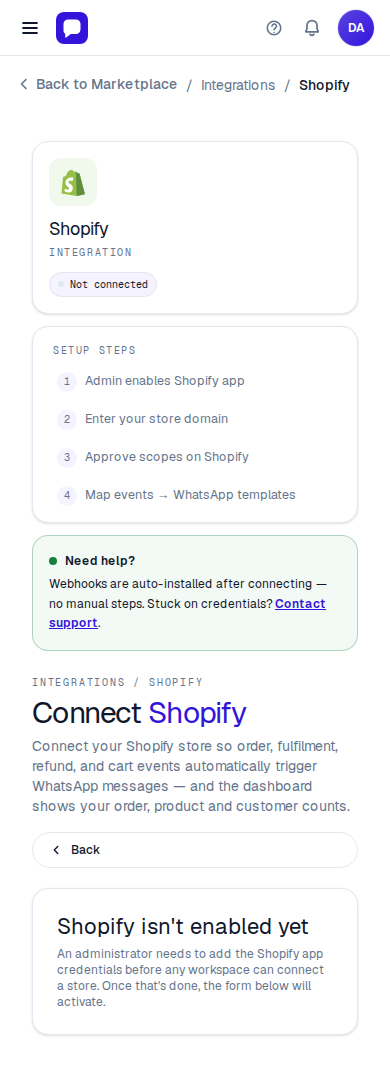 DA
Back to Marketplace / Integrations / Shopify
Shopify
INTEGRATION
Not connected
SETUP STEPS
1 Admin enables Shopify app
2 Enter your store domain
3 Approve scopes on Shopify
4 Map events → WhatsApp templates
Need help?
Webhooks are auto-installed after connecting —
no manual steps. Stuck on credentials? Contact
support.
INTEGRATIONS / SHOPIFY
Connect Shopify
Connect your Shopify store so order, fulfilment,
refund, and cart events automatically trigger
WhatsApp messages — and the dashboard
shows your order, product and customer counts.
Back
Shopify isn't enabled yet
An administrator needs to add the Shopify app
credentials before any workspace can connect
a store. Once that's done, the form below will
activate.